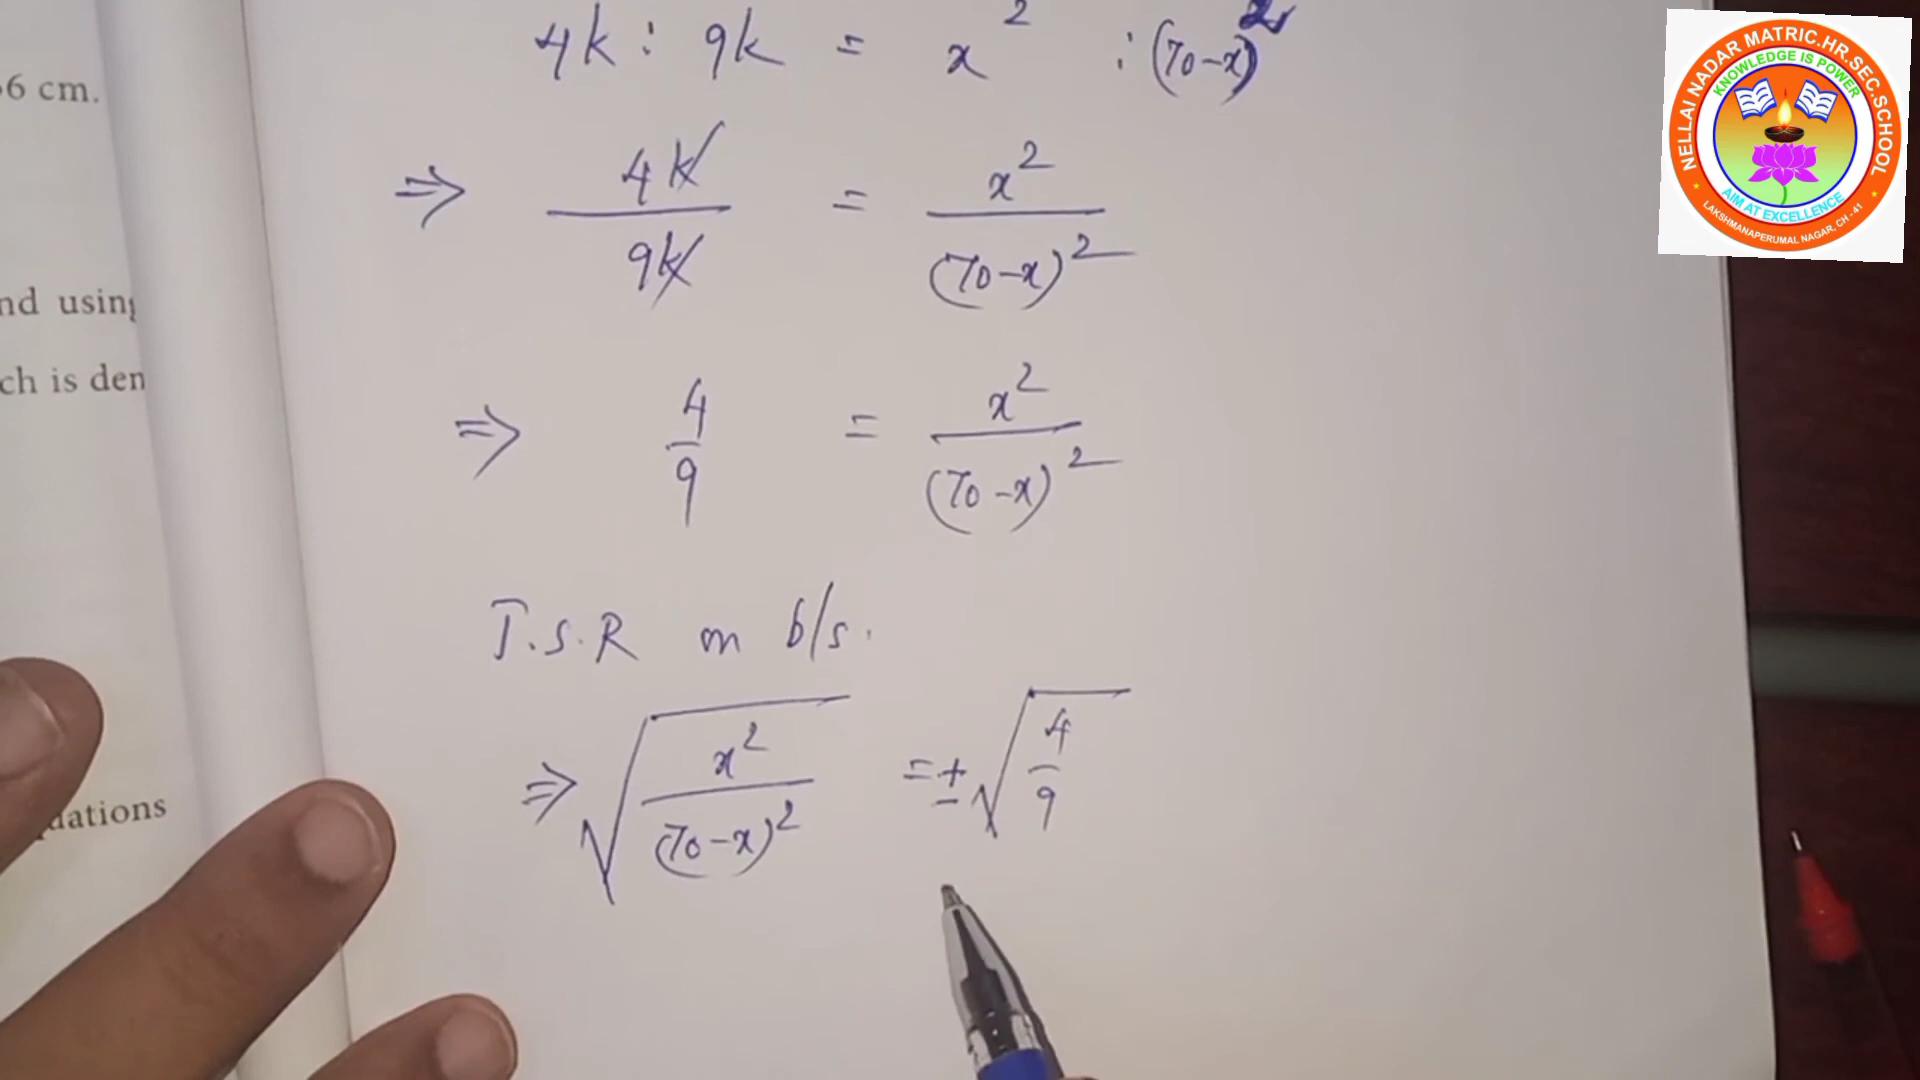 4k : 9k = x² : (70-x)²
⇒ 4k/9k = x²/(70-x)²
⇒ 4/9 = x²/(70-x)²
T.S.R on b/s.
⇒ √(x²/(70-x)²) = ± √(4/9)
6 cm.
nd using
ch is den
uations
NELLAI NADAR MATRIC.HR.SEC.SCHOOL
KNOWLEDGE IS POWER
AIM AT EXCELLENCE
LAKSHMANAPERUMAL NAGAR, CH - 41